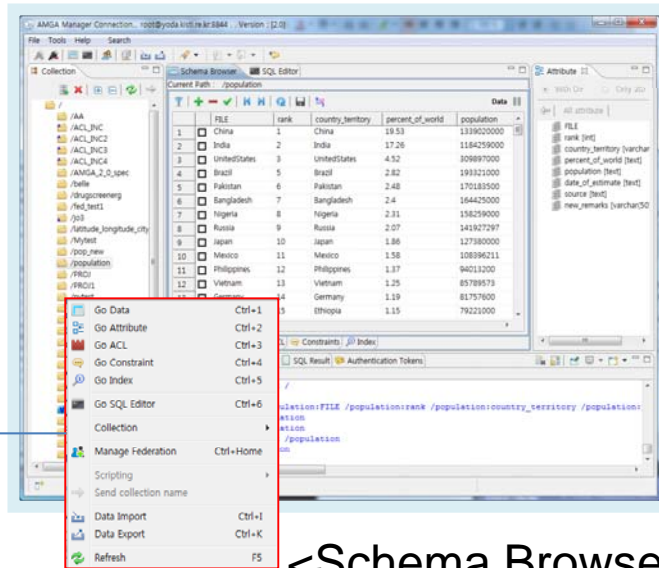 AMGA Manager Connection... root@yoda.kisti.re.kr:8844 ... Version : [2.0]
File Tools Help Search
Collection
Schema Browser SQL Editor
Attribute
Current Path : /population
With Dir Only attr
Data
All attribute
/
/AA
/ACL_INC
/ACL_INC2
/ACL_INC3
/ACL_INC4
/AMGA_2_0_spec
/belle
/drugscreenerg
/fed_test1
/jo3
/latitude_longitude_city
/Mytest
/pop_new
/population
/PROJ
/PROJ1
FILE rank country_territory percent_of_world population
1 China 1 China 19.53 1339020000
2 India 2 India 17.26 1184259000
3 UnitedStates 3 UnitedStates 4.52 309897000
4 Brazil 5 Brazil 2.82 193321000
5 Pakistan 6 Pakistan 2.48 170183500
6 Bangladesh 7 Bangladesh 2.4 164425000
7 Nigeria 8 Nigeria 2.31 158259000
8 Russia 9 Russia 2.07 141927297
9 Japan 10 Japan 1.86 127380000
10 Mexico 11 Mexico 1.58 108396211
11 Philippines 12 Philippines 1.37 94013200
12 Vietnam 13 Vietnam 1.25 85789573
Germany 14 Germany 1.19 81757600
Ethiopia 1.15 79221000
FILE
rank [int]
country_territory [varchar
percent_of_world [text]
population [text]
date_of_estimate [text]
source [text]
new_remarks [varchar(50
Constraints Index
SQL Result Authentication Tokens
/
ulation:FILE /population:rank /population:country_territory /population:
ation
ation
/population
on
Go Data Ctrl+1
Go Attribute Ctrl+2
Go ACL Ctrl+3
Go Constraint Ctrl+4
Go Index Ctrl+5
Go SQL Editor Ctrl+6
Collection
Manage Federation Ctrl+Home
Scripting
Send collection name
Data Import Ctrl+I
Data Export Ctrl+K
Refresh F5
<Schema Browse